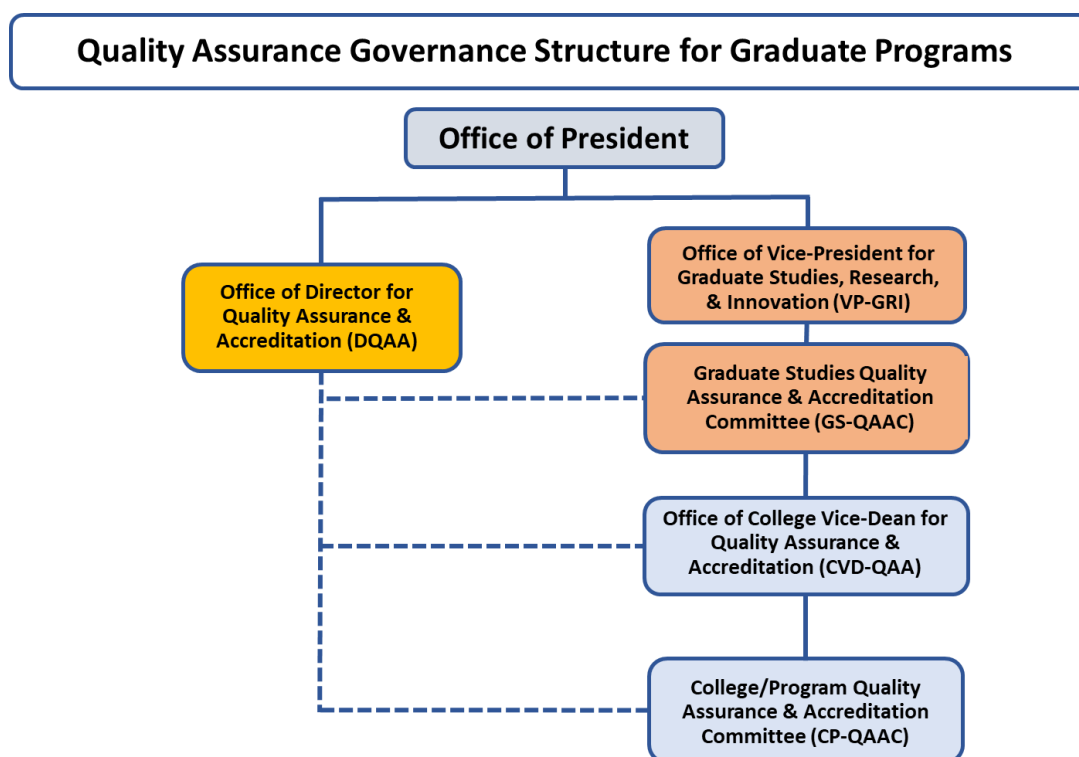 Quality Assurance Governance Structure for Graduate Programs
Office of President
Office of Director for
Quality Assurance &
Accreditation (DQAA)
Office of Vice-President for
Graduate Studies, Research,
& Innovation (VP-GRI)
Graduate Studies Quality
Assurance & Accreditation
Committee (GS-QAAC)
Office of College Vice-Dean for
Quality Assurance &
Accreditation (CVD-QAA)
College/Program Quality
Assurance & Accreditation
Committee (CP-QAAC)